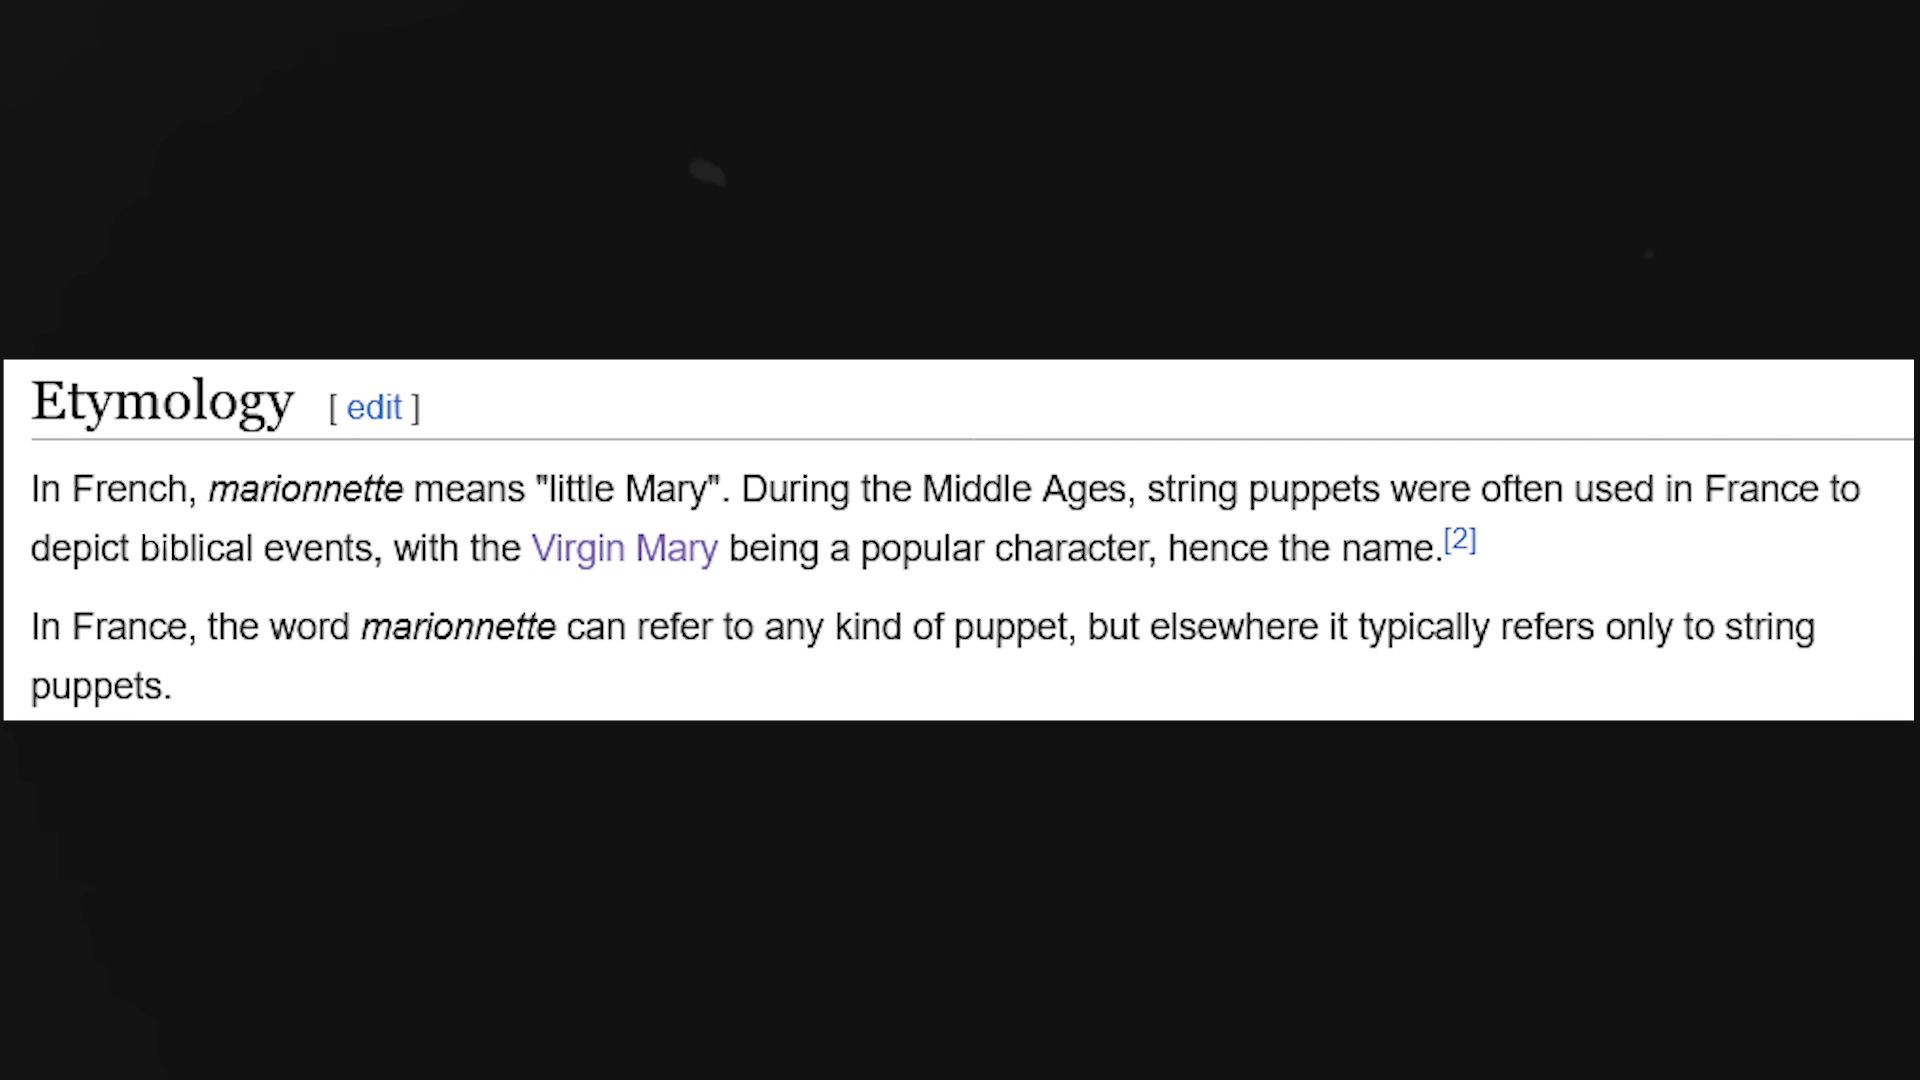 Etymology [ edit ]
In French, marionnette means "little Mary". During the Middle Ages, string puppets were often used in France to
depict biblical events, with the Virgin Mary being a popular character, hence the name.[2]
In France, the word marionnette can refer to any kind of puppet, but elsewhere it typically refers only to string
puppets.